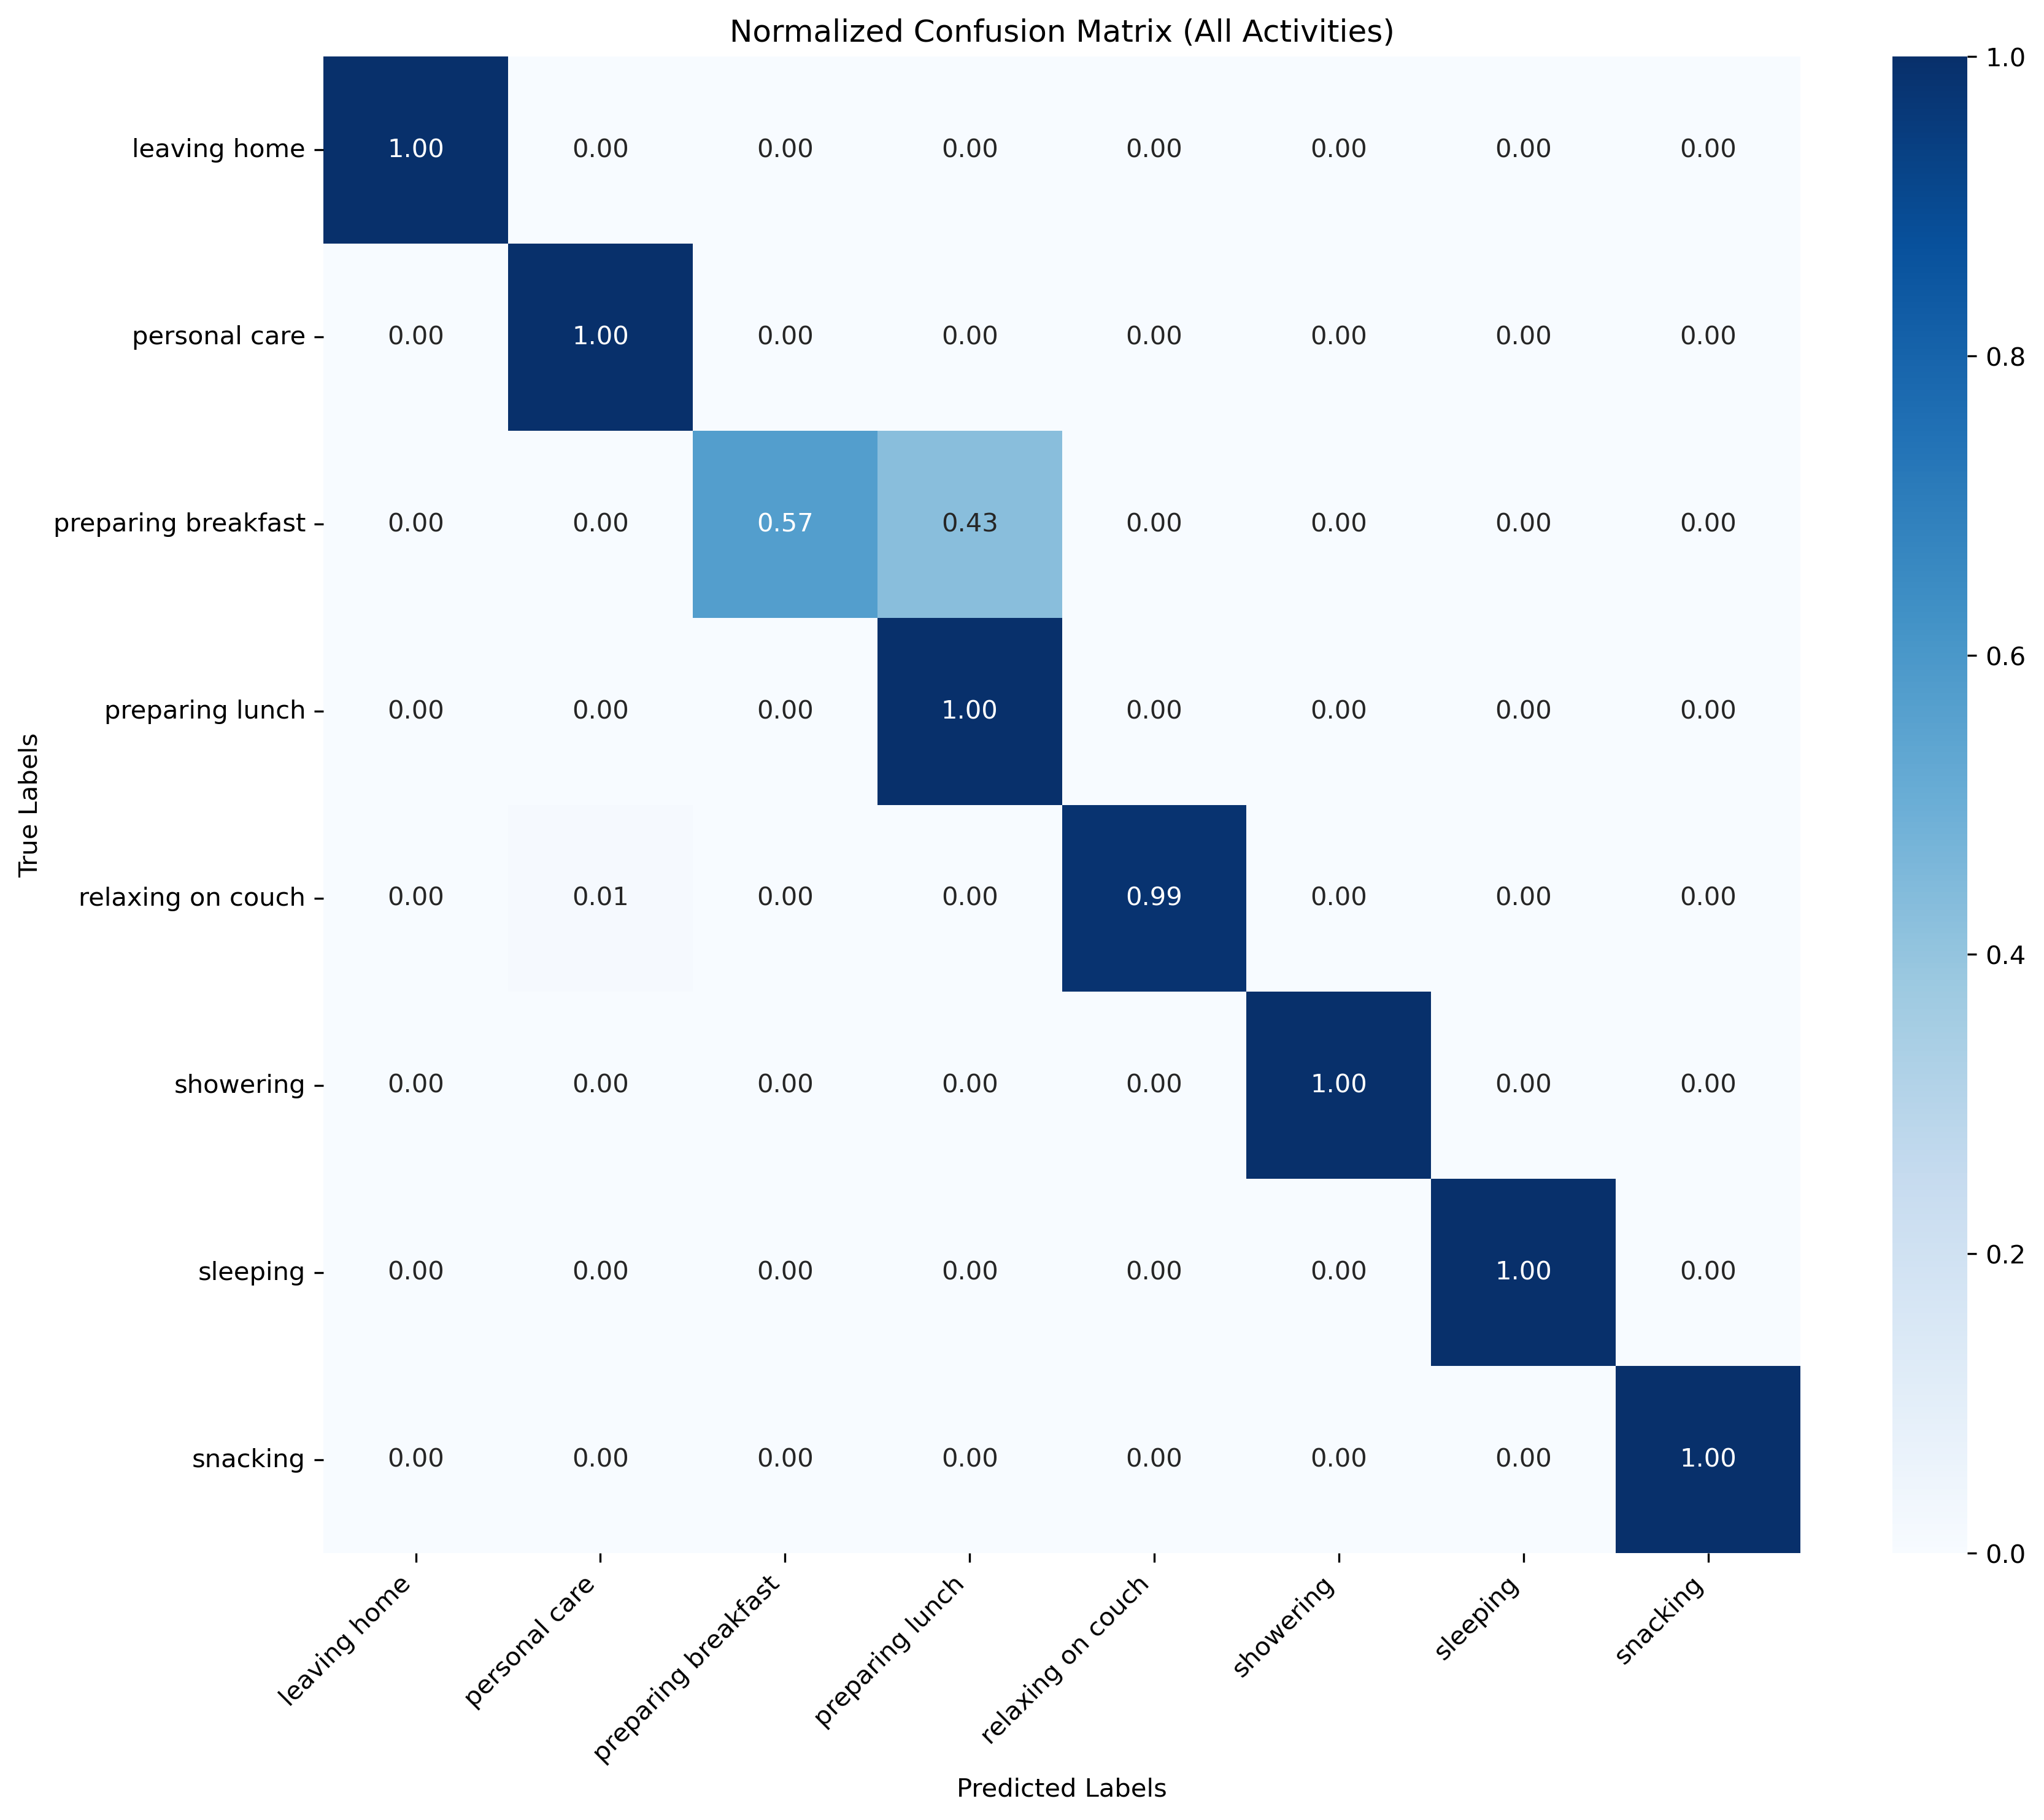 Normalized Confusion Matrix (All Activities)
True Labels
leaving home 1.00 0.00 0.00 0.00 0.00 0.00 0.00 0.00
personal care 0.00 1.00 0.00 0.00 0.00 0.00 0.00 0.00
preparing breakfast 0.00 0.00 0.57 0.43 0.00 0.00 0.00 0.00
preparing lunch 0.00 0.00 0.00 1.00 0.00 0.00 0.00 0.00
relaxing on couch 0.00 0.01 0.00 0.00 0.99 0.00 0.00 0.00
showering 0.00 0.00 0.00 0.00 0.00 1.00 0.00 0.00
sleeping 0.00 0.00 0.00 0.00 0.00 0.00 1.00 0.00
snacking 0.00 0.00 0.00 0.00 0.00 0.00 0.00 1.00
leaving home
personal care
preparing breakfast
preparing lunch
relaxing on couch
showering
sleeping
snacking
Predicted Labels
1.0
0.8
0.6
0.4
0.2
0.0